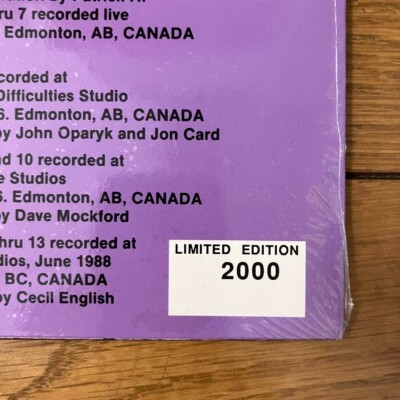 ru 7 recorded live
Edmonton, AB, CANADA
corded at
Difficulties Studio
6. Edmonton, AB, CANADA
by John Oparyk and Jon Card
nd 10 recorded at
e Studios
6. Edmonton, AB, CANADA
by Dave Mockford
hru 13 recorded at
dios, June 1988
BC, CANADA
by Cecil English
LIMITED EDITION
2000